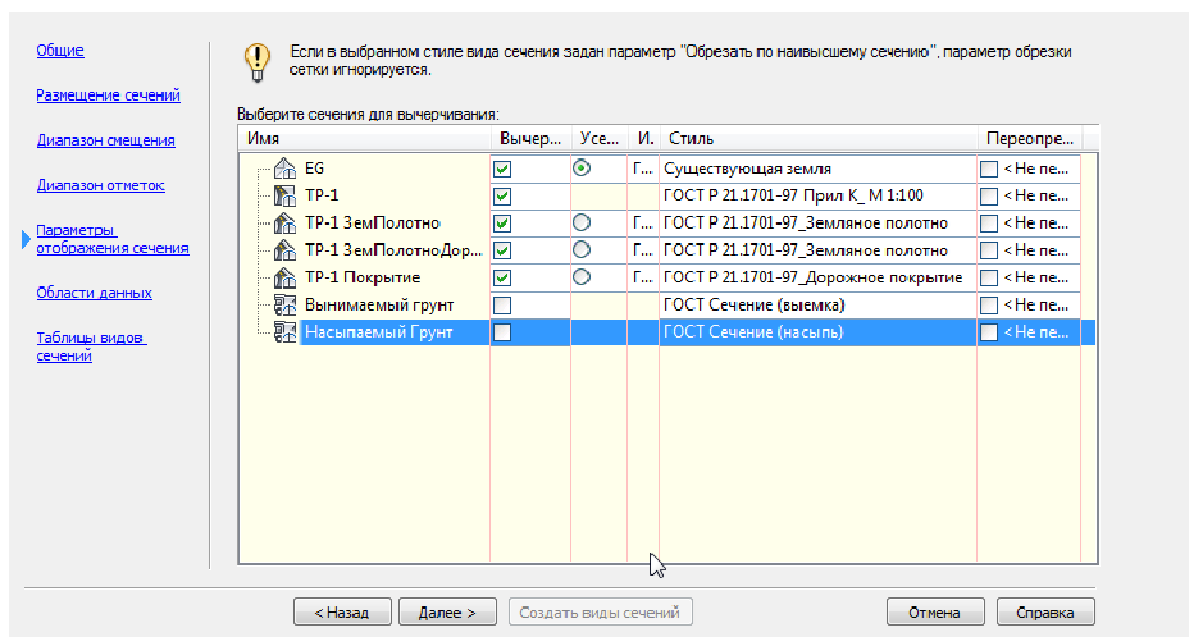 Общие
Размещение сечений
Диапазон смещения
Диапазон отметок
Параметры
отображения сечения
Области данных
Таблицы видов
сечений
Если в выбранном стиле вида сечения задан параметр "Обрезать по наивысшему сечению", параметр обрезки
сетки игнорируется.
Выберите сечения для вычерчивания:
Имя Вычер... Усе... И. Стиль Переопре...
EG Г... Существующая земля < Не пе...
ТР-1 ГОСТ Р 21.1701-97 Прил К_ М 1:100 < Не пе...
ТР-1 ЗемПолотно Г... ГОСТ Р 21.1701-97_Земляное полотно < Не пе...
ТР-1 ЗемПолотноДор... Г... ГОСТ Р 21.1701-97_Земляное полотно < Не пе...
ТР-1 Покрытие Г... ГОСТ Р 21.1701-97_Дорожное покрытие < Не пе...
Вынимаемый грунт ГОСТ Сечение (выемка) < Не пе...
Насыпаемый Грунт ГОСТ Сечение (насыпь) < Не пе...
< Назад Далее > Создать виды сечений Отмена Справка